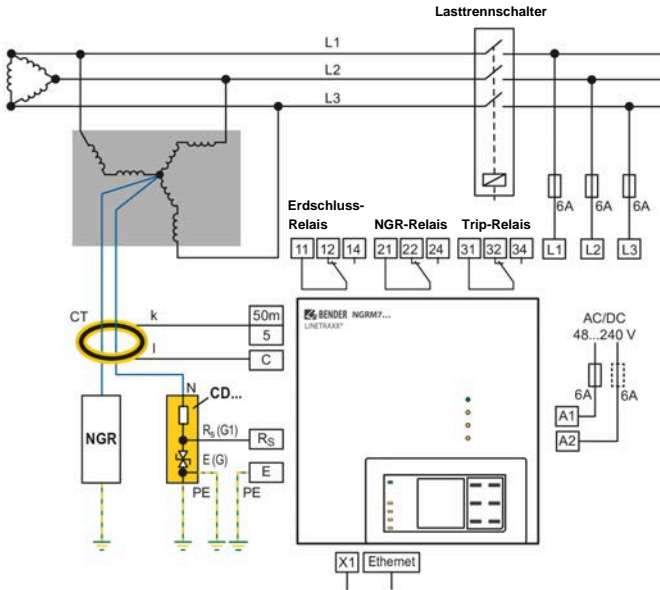 Lasttrennschalter
L1
L2
L3
Erdschluss-
Relais
NGR-Relais
Trip-Relais
6A
6A
6A
11 12 14
21 22 24
31 32 34
L1
L2
L3
CT
k
50m
5
l
C
BENDER NGRM7...
LINETRAXX®
AC/DC
48...240 V
6A
6A
A1
A2
N
CD...
NGR
Rs (G1)
RS
E (G)
E
PE
PE
X1
Ethernet